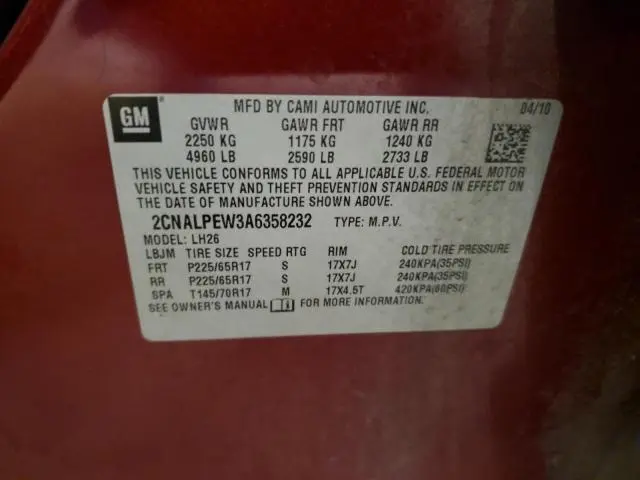 GM ®
MFD BY CAMI AUTOMOTIVE INC. 04/10
GVWR GAWR FRT GAWR RR
2250 KG 1175 KG 1240 KG
4960 LB 2590 LB 2733 LB
THIS VEHICLE CONFORMS TO ALL APPLICABLE U.S. FEDERAL MOTOR
VEHICLE SAFETY AND THEFT PREVENTION STANDARDS IN EFFECT ON
THE DATE OF MANUFACTURE SHOWN ABOVE.
2CNALPEW3A6358232 TYPE: M.P.V.
MODEL: LH26
LBJM TIRE SIZE SPEED RTG RIM COLD TIRE PRESSURE
FRT P225/65R17 S 17X7J 240KPA(35PSI)
RR P225/65R17 S 17X7J 240KPA(35PSI)
SPA T145/70R17 M 17X4.5T 420KPA(60PSI)
SEE OWNER'S MANUAL FOR MORE INFORMATION.